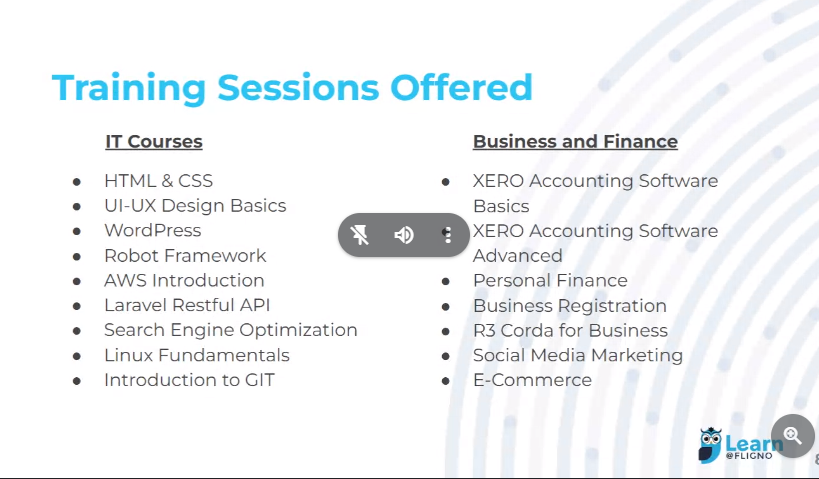 Training Sessions Offered
IT Courses
● HTML & CSS
● UI-UX Design Basics
● WordPress
● Robot Framework
● AWS Introduction
● Laravel Restful API
● Search Engine Optimization
● Linux Fundamentals
● Introduction to GIT
Business and Finance
● XERO Accounting Software
Basics
● XERO Accounting Software
Advanced
● Personal Finance
● Business Registration
● R3 Corda for Business
● Social Media Marketing
● E-Commerce
Learn
@FLIGNO